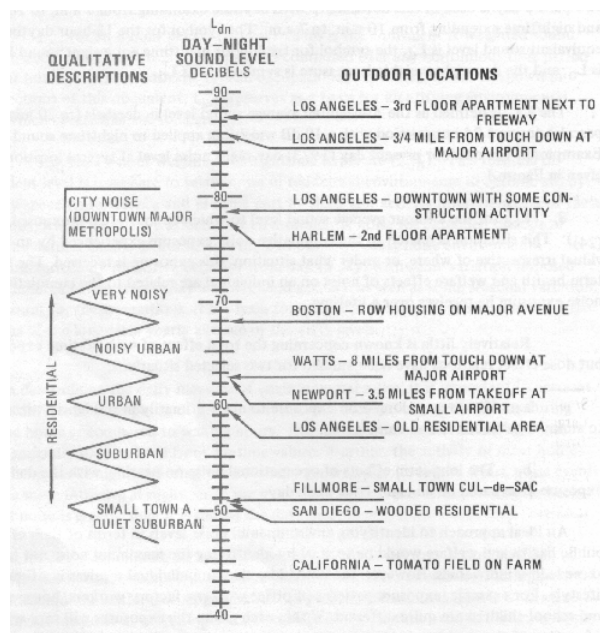 L_dn
DAY–NIGHT
QUALITATIVE SOUND LEVEL
DESCRIPTIONS DECIBELS OUTDOOR LOCATIONS
90
LOS ANGELES – 3rd FLOOR APARTMENT NEXT TO
FREEWAY
LOS ANGELES – 3/4 MILE FROM TOUCH DOWN AT
MAJOR AIRPORT
CITY NOISE
(DOWNTOWN MAJOR
METROPOLIS)
80
LOS ANGELES – DOWNTOWN WITH SOME CON-
STRUCTION ACTIVITY
HARLEM – 2nd FLOOR APARTMENT
VERY NOISY
70
BOSTON – ROW HOUSING ON MAJOR AVENUE
NOISY URBAN
WATTS – 8 MILES FROM TOUCH DOWN AT
MAJOR AIRPORT
RESIDENTIAL
URBAN
60
NEWPORT – 3.5 MILES FROM TAKEOFF AT
SMALL AIRPORT
LOS ANGELES – OLD RESIDENTIAL AREA
SUBURBAN
FILLMORE – SMALL TOWN CUL–de–SAC
SMALL TOWN A
QUIET SUBURBAN
50
SAN DIEGO – WOODED RESIDENTIAL
CALIFORNIA – TOMATO FIELD ON FARM
40